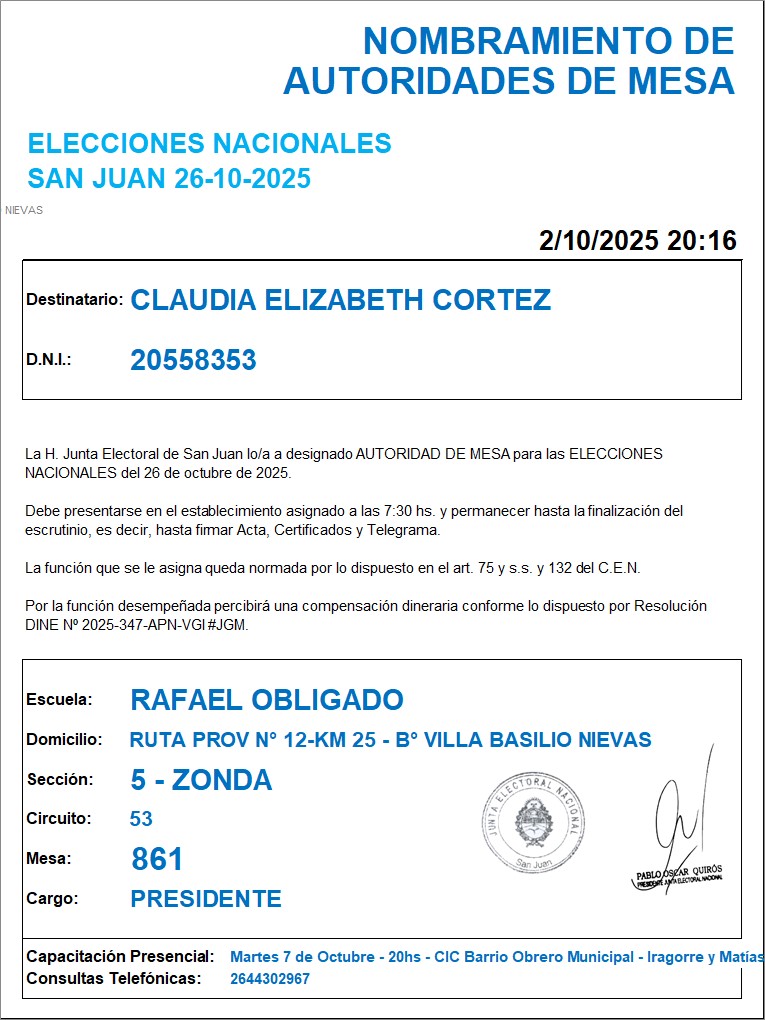 NOMBRAMIENTO DE
AUTORIDADES DE MESA
ELECCIONES NACIONALES
SAN JUAN 26-10-2025
NIEVAS
2/10/2025 20:16
Destinatario: CLAUDIA ELIZABETH CORTEZ
D.N.I.: 20558353
La H. Junta Electoral de San Juan lo/a a designado AUTORIDAD DE MESA para las ELECCIONES
NACIONALES del 26 de octubre de 2025.
Debe presentarse en el establecimiento asignado a las 7:30 hs. y permanecer hasta la finalización del
escrutinio, es decir, hasta firmar Acta, Certificados y Telegrama.
La función que se le asigna queda normada por lo dispuesto en el art. 75 y s.s. y 132 del C.E.N.
Por la función desempeñada percibirá una compensación dineraria conforme lo dispuesto por Resolución
DINE Nº 2025-347-APN-VGI#JGM.
Escuela: RAFAEL OBLIGADO
Domicilio: RUTA PROV N° 12-KM 25 - B° VILLA BASILIO NIEVAS
Sección: 5 - ZONDA
Circuito: 53
Mesa: 861
Cargo: PRESIDENTE
JUNTA ELECTORAL NACIONAL
San Juan
PABLO OSCAR QUIRÓS
PRESIDENTE JUNTA ELECTORAL NACIONAL
Capacitación Presencial: Martes 7 de Octubre - 20hs - CIC Barrio Obrero Municipal - Iragorre y Matías
Consultas Telefónicas: 2644302967